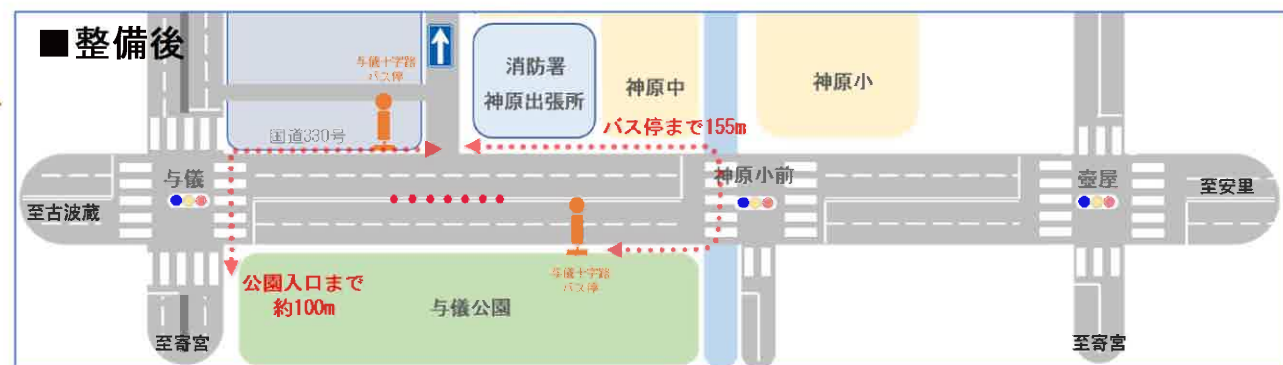 ■整備後
与儀十字路
バス停
消防署
神原出張所
神原中
神原小
国道330号
バス停まで155m
与儀
神原小前
壺屋
至古波蔵
至安里
公園入口まで
約100m
与儀公園
与儀十字路
バス停
至寄宮
至寄宮